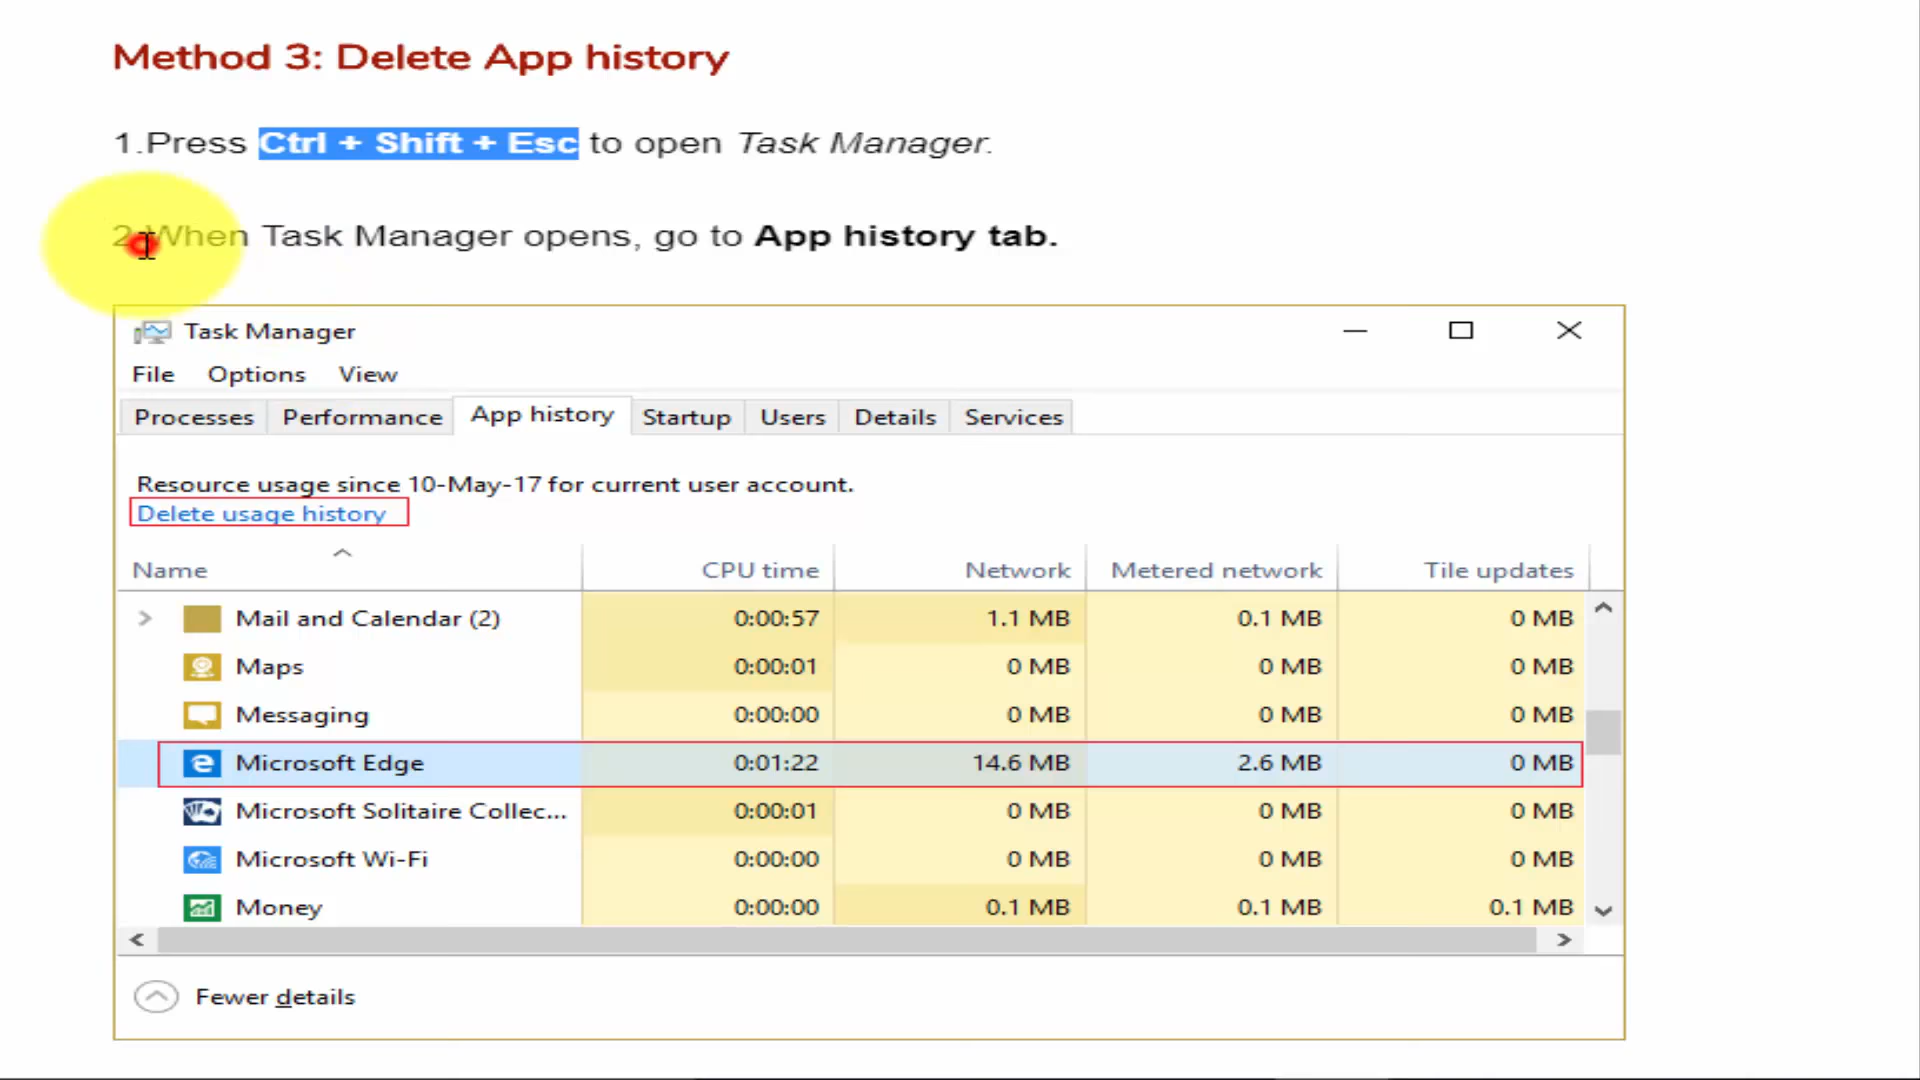 Method 3: Delete App history
1.Press Ctrl + Shift + Esc to open Task Manager.
2.When Task Manager opens, go to App history tab.
Task Manager
File Options View
Processes Performance App history Startup Users Details Services
Resource usage since 10-May-17 for current user account.
Delete usage history
Name CPU time Network Metered network Tile updates
Mail and Calendar (2) 0:00:57 1.1 MB 0.1 MB 0 MB
Maps 0:00:01 0 MB 0 MB 0 MB
Messaging 0:00:00 0 MB 0 MB 0 MB
Microsoft Edge 0:01:22 14.6 MB 2.6 MB 0 MB
Microsoft Solitaire Collec... 0:00:01 0 MB 0 MB 0 MB
Microsoft Wi-Fi 0:00:00 0 MB 0 MB 0 MB
Money 0:00:00 0.1 MB 0.1 MB 0.1 MB
Fewer details